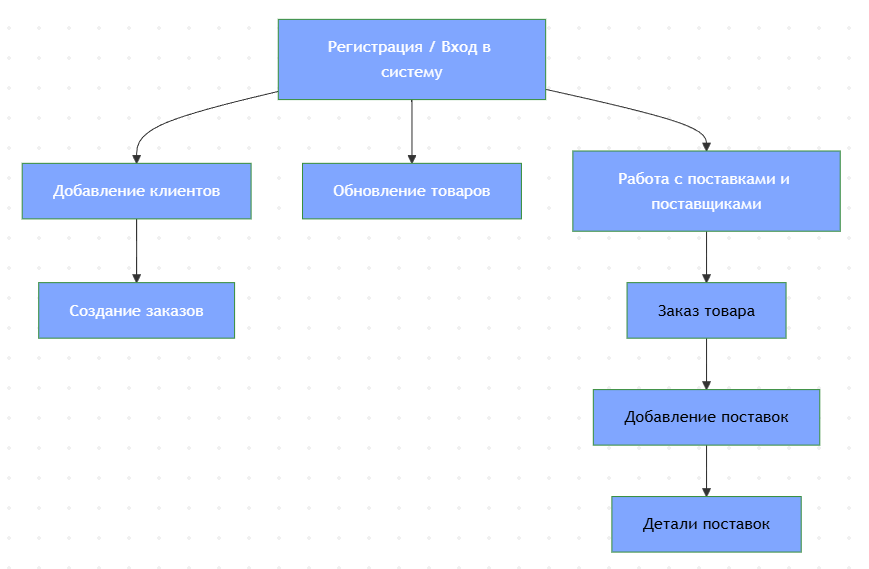 Регистрация / Вход в
систему
Добавление клиентов
Обновление товаров
Работа с поставками и
поставщиками
Создание заказов
Заказ товара
Добавление поставок
Детали поставок